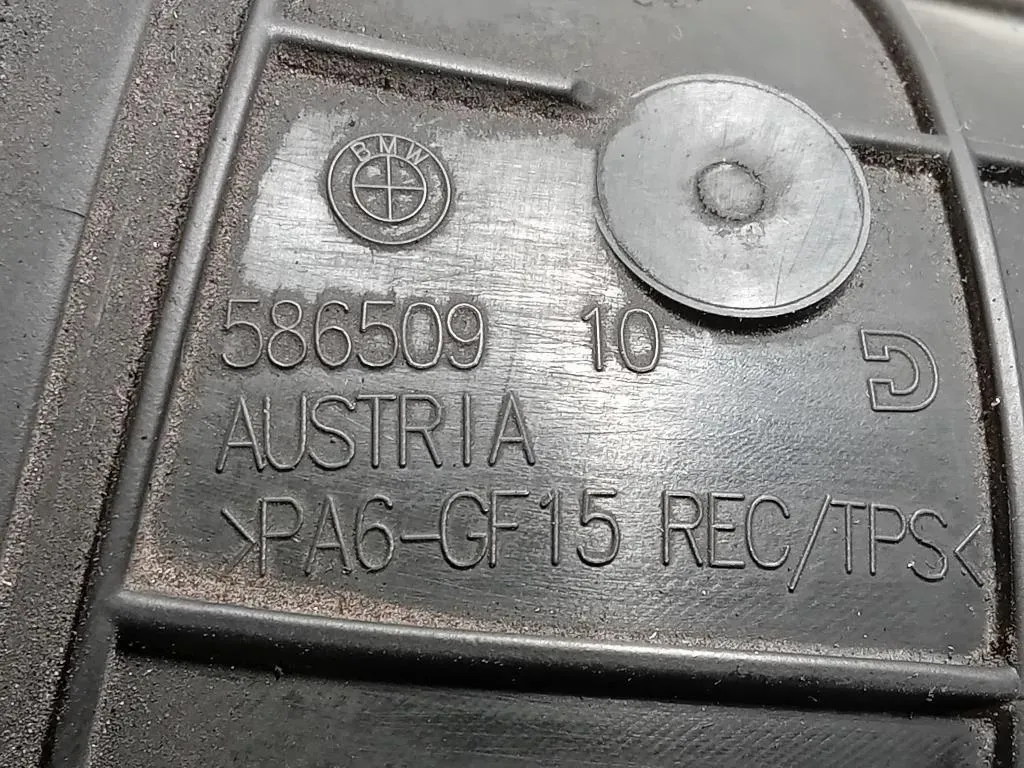 BMW
586509 10
AUSTRIA
>PA6-GF15 REC/TPS<